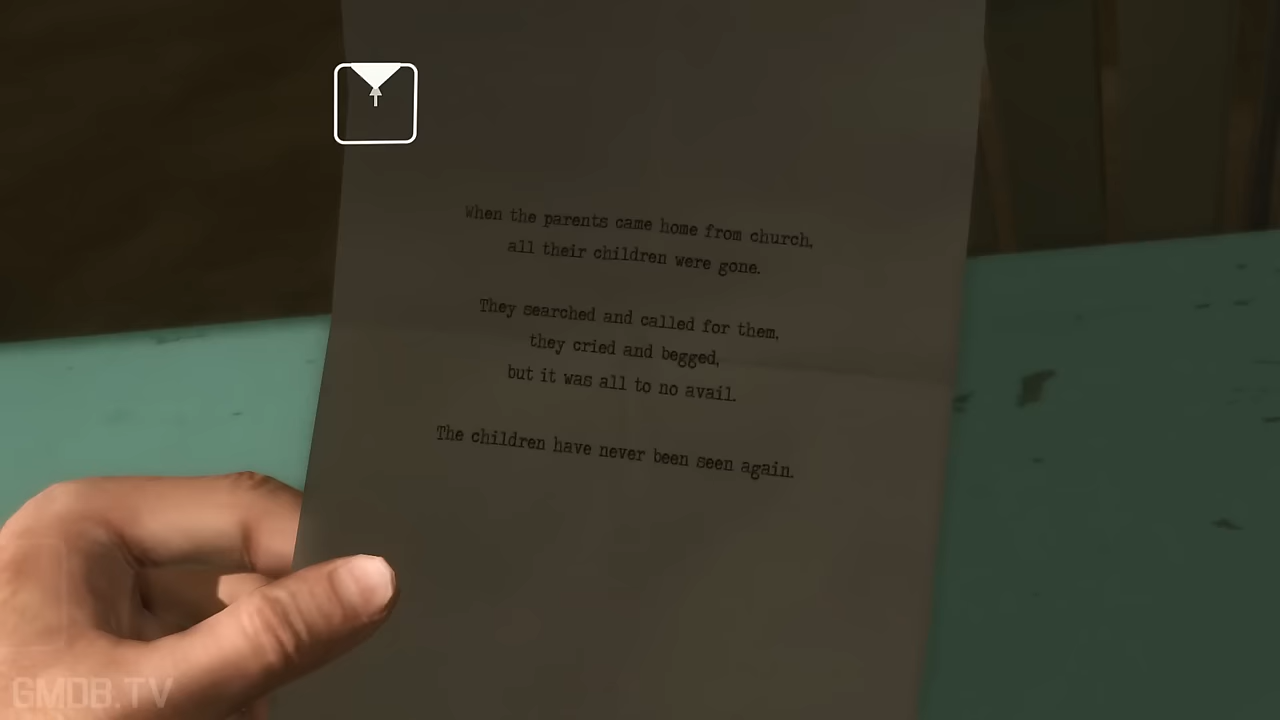 When the parents came home from church,
all their children were gone.
They searched and called for them,
they cried and begged,
but it was all to no avail.
The children have never been seen again.
GMDB.TV